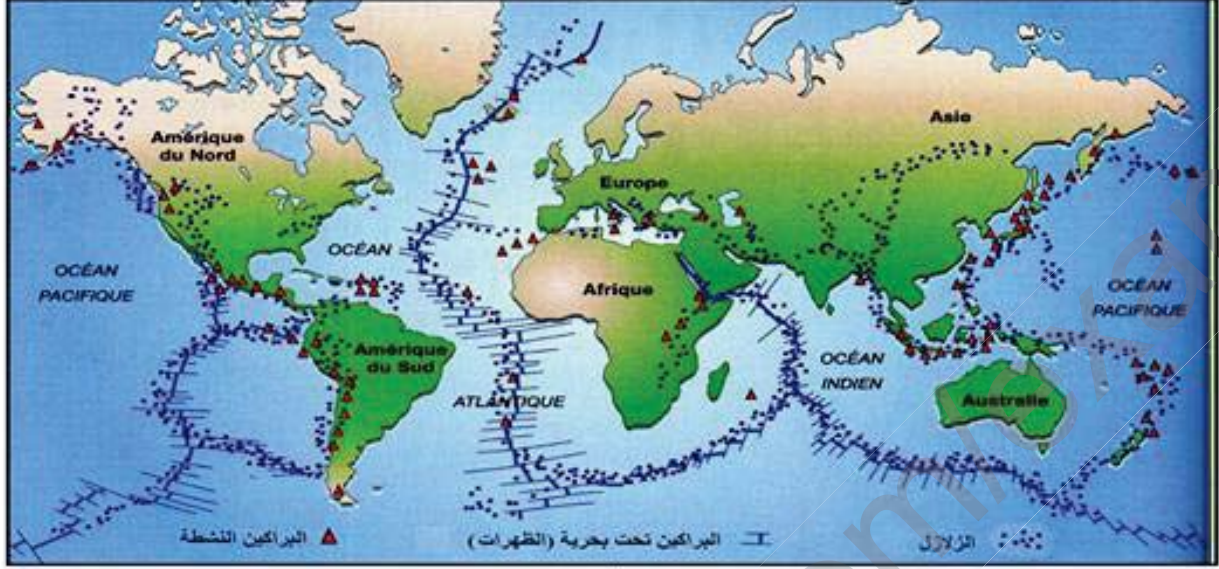 Asie
Amérique
du Nord
Europe
OCÉAN
OCÉAN
PACIFIQUE
Afrique
OCÉAN
PACIFIQUE
Amérique
du Sud
OCÉAN
INDIEN
ATLANTIQUE
Australie
الزلازل
البراكين تحت بحرية (الظهرات)
البراكين النشطة